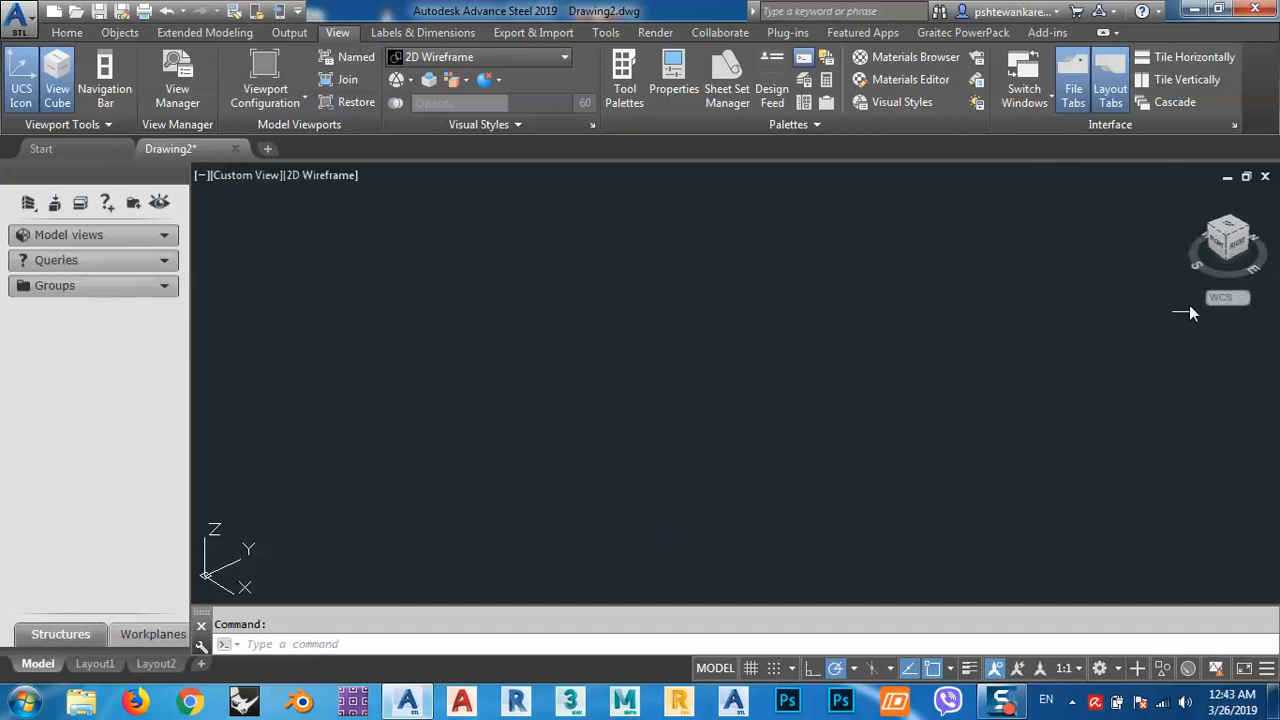 Autodesk Advance Steel 2019 Drawing2.dwg
Type a keyword or phrase
pshtewankare...
STL
Home Objects Extended Modeling Output View Labels & Dimensions Export & Import Tools Render Collaborate Plug-ins Featured Apps Graitec PowerPack Add-ins
UCS Icon
View Cube
Navigation Bar
View Manager
Viewport Configuration
Named
Join
Restore
2D Wireframe
Opacity 60
Tool Palettes
Properties
Sheet Set Manager
Design Feed
Materials Browser
Materials Editor
Visual Styles
Switch Windows
File Tabs
Layout Tabs
Tile Horizontally
Tile Vertically
Cascade
Viewport Tools View Manager Model Viewports Visual Styles Palettes Interface
Start Drawing2*
[−][Custom View][2D Wireframe]
Model views
Queries
Groups
S E
WCS
Z
Y
X
Command:
Type a command
Structures Workplanes
Model Layout1 Layout2
MODEL 1:1
EN
12:43 AM
3/26/2019